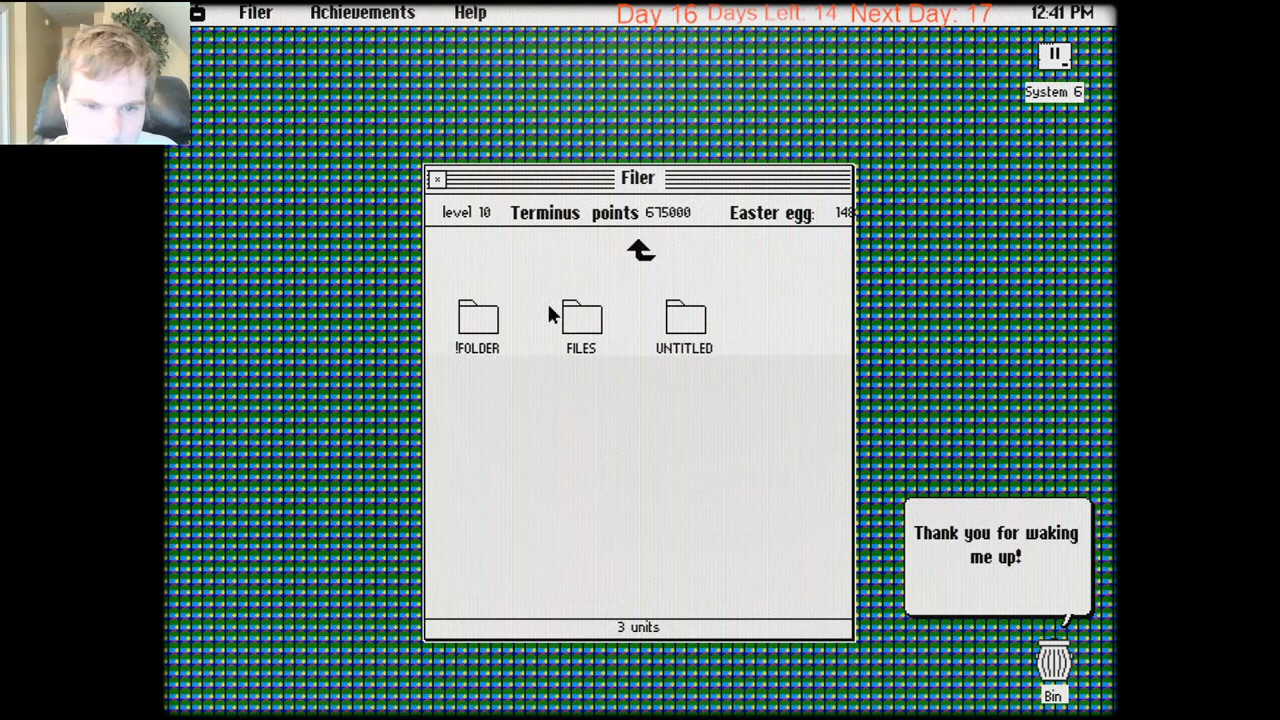 Filer Achievements Help Day 16 Days Left: 14 Next Day: 17 12:41 PM
System 6
Filer
level 10 Terminus points 675000 Easter egg: 148
!FOLDER FILES UNTITLED
Thank you for waking
me up!
3 units
Bin